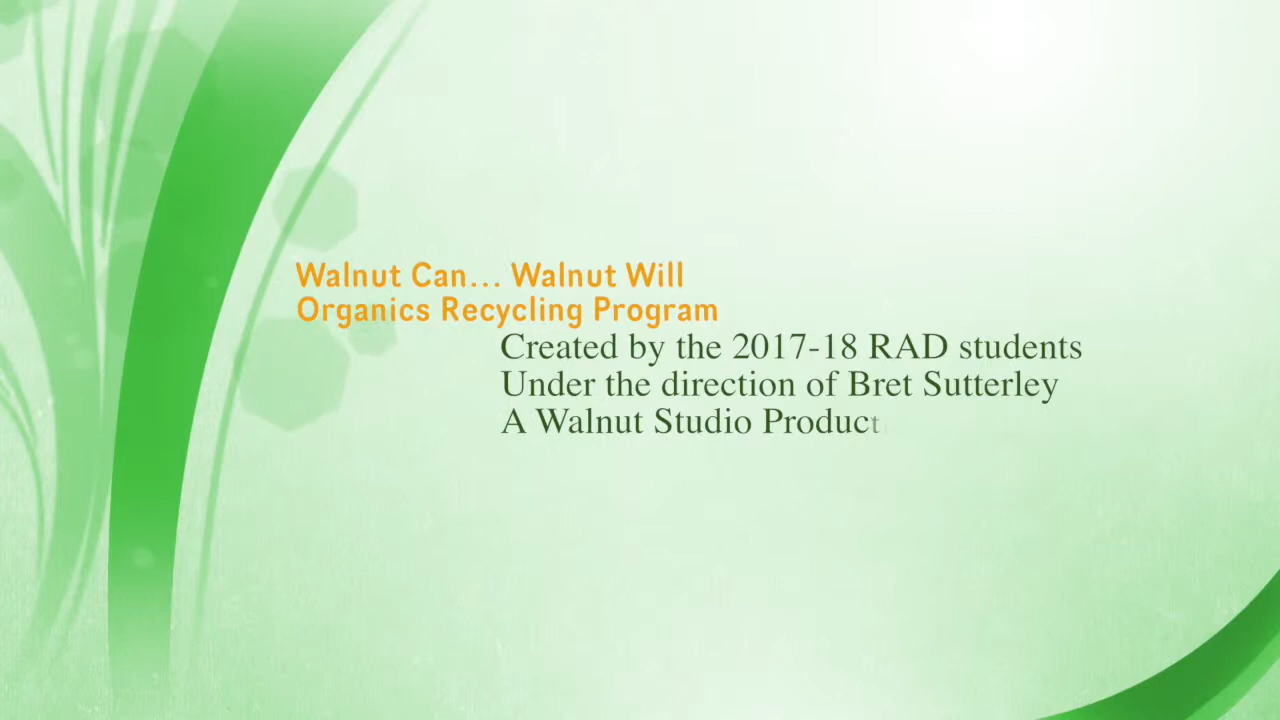 Walnut Can... Walnut Will
Organics Recycling Program
Created by the 2017-18 RAD students
Under the direction of Bret Sutterley
A Walnut Studio Product